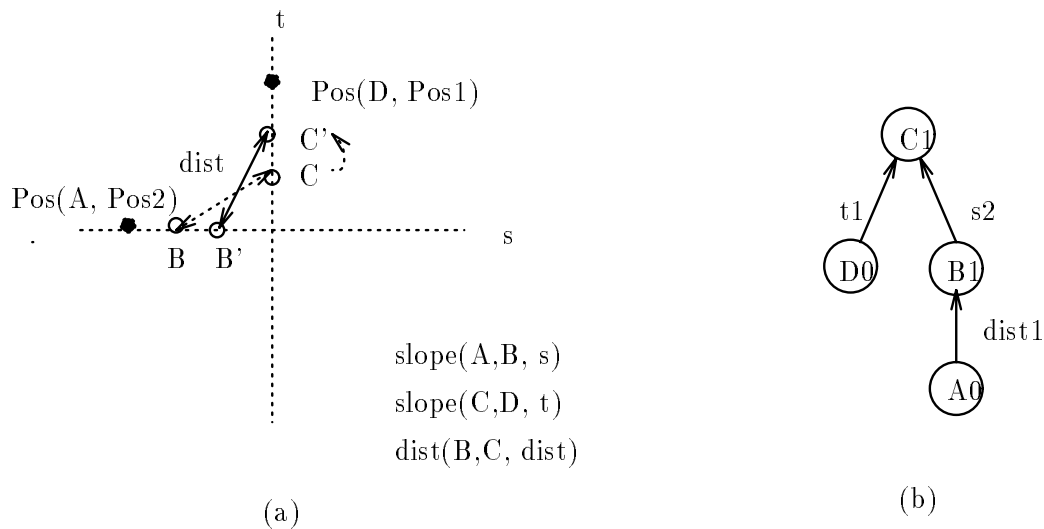 t
Pos(D, Pos1)
C'
dist
C
Pos(A, Pos2)
s
B
B'
slope(A,B, s)
slope(C,D, t)
dist(B,C, dist)
(a)
C1
t1
s2
D0
B1
dist1
A0
(b)